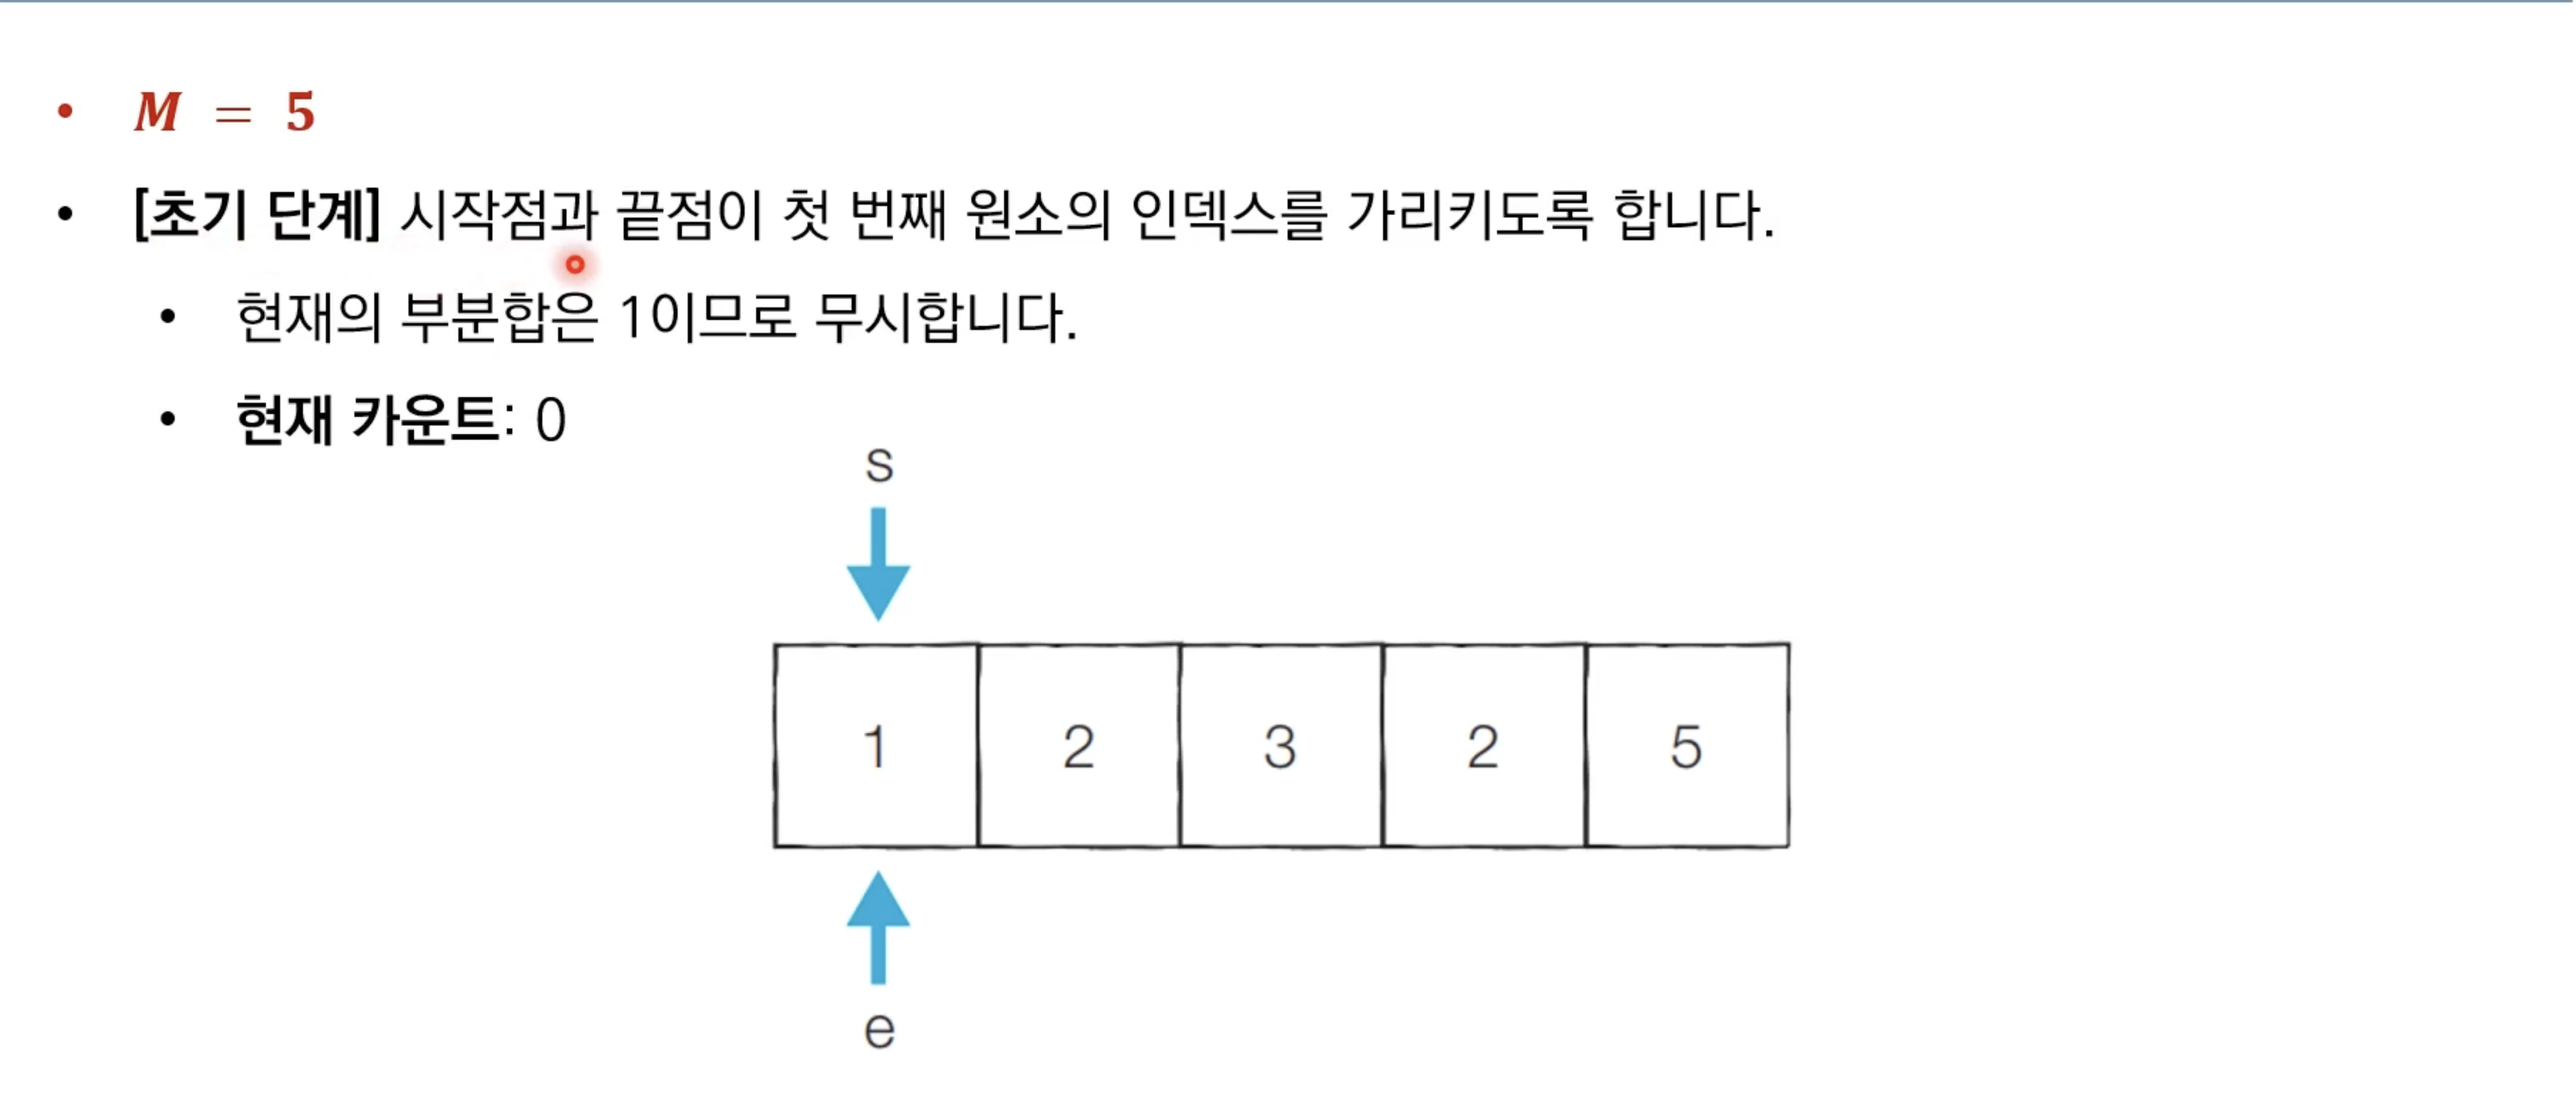 • M = 5
• [초기 단계] 시작점과 끝점이 첫 번째 원소의 인덱스를 가리키도록 합니다.
• 현재의 부분합은 1이므로 무시합니다.
• 현재 카운트: 0
s
1 2 3 2 5
e